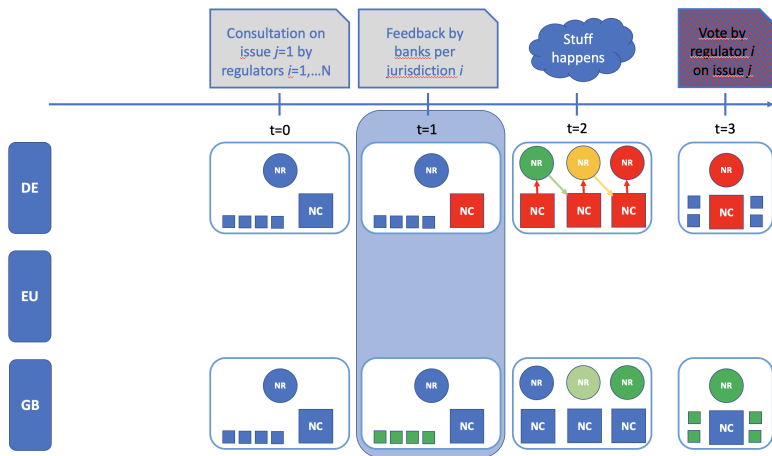 Consultation on
issue j=1 by
regulators i=1,...N
Feedback by
banks per
jurisdiction i
Stuff
happens
Vote by
regulator i
on issue j
t=0
t=1
t=2
t=3
DE
NR
NC
NR
NC
NR
NR
NR
NC
NC
NC
NR
NC
EU
GB
NR
NC
NR
NC
NR
NR
NR
NC
NC
NC
NR
NC